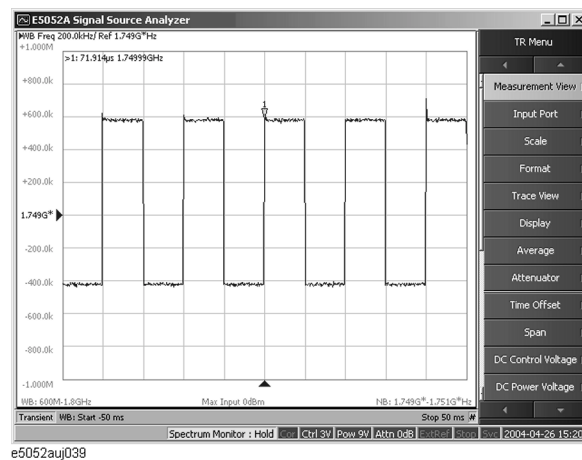 E5052A Signal Source Analyzer
WB Freq 200.0kHz/ Ref 1.749G*Hz
+1.000M
>1: 71.914µs 1.74999GHz
+800.0k
1
+600.0k
+400.0k
+200.0k
1.749G*
-200.0k
-400.0k
-600.0k
-800.0k
-1.000M
WB: 600M-1.8GHz Max Input 0dBm NB: 1.749G*-1.751G*Hz
Transient WB: Start -50 ms Stop 50 ms #
Spectrum Monitor : Hold Cor Ctrl 3V Pow 9V Attn 0dB ExtRef Stop Svc 2004-04-26 15:20
TR Menu
Measurement View
Input Port
Scale
Format
Trace View
Display
Average
Attenuator
Time Offset
Span
DC Control Voltage
DC Power Voltage
e5052auj039